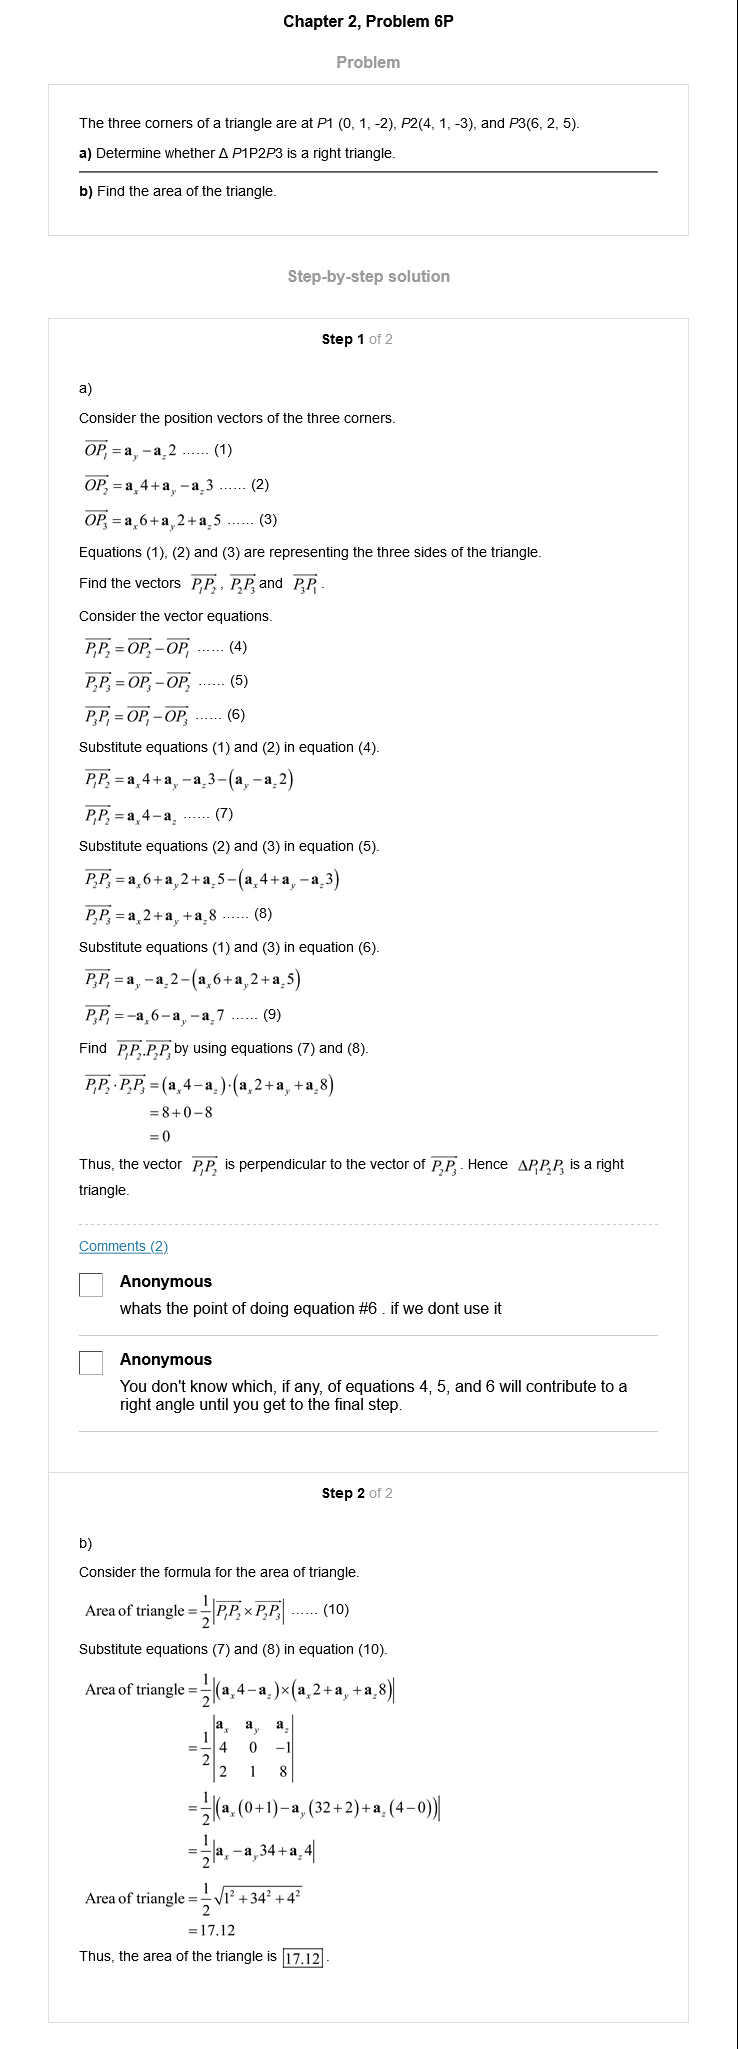 Chapter 2, Problem 6P
Problem
The three corners of a triangle are at P1 (0, 1, -2), P2(4, 1, -3), and P3(6, 2, 5).
a) Determine whether Δ P1P2P3 is a right triangle.
b) Find the area of the triangle.
Step-by-step solution
Step 1 of 2
a)
Consider the position vectors of the three corners.
$\overrightarrow{OP_1} = \mathbf{a}_y - \mathbf{a}_z 2$ ...... (1)
$\overrightarrow{OP_2} = \mathbf{a}_x 4 + \mathbf{a}_y - \mathbf{a}_z 3$ ...... (2)
$\overrightarrow{OP_3} = \mathbf{a}_x 6 + \mathbf{a}_y 2 + \mathbf{a}_z 5$ ...... (3)
Equations (1), (2) and (3) are representing the three sides of the triangle.
Find the vectors $\overrightarrow{P_1P_2}$ , $\overrightarrow{P_2P_3}$ and $\overrightarrow{P_3P_1}$ .
Consider the vector equations.
$\overrightarrow{P_1P_2} = \overrightarrow{OP_2} - \overrightarrow{OP_1}$ ...... (4)
$\overrightarrow{P_2P_3} = \overrightarrow{OP_3} - \overrightarrow{OP_2}$ ...... (5)
$\overrightarrow{P_3P_1} = \overrightarrow{OP_1} - \overrightarrow{OP_3}$ ...... (6)
Substitute equations (1) and (2) in equation (4).
$\overrightarrow{P_1P_2} = \mathbf{a}_x 4 + \mathbf{a}_y - \mathbf{a}_z 3 - (\mathbf{a}_y - \mathbf{a}_z 2)$
$\overrightarrow{P_1P_2} = \mathbf{a}_x 4 - \mathbf{a}_z$ ...... (7)
Substitute equations (2) and (3) in equation (5).
$\overrightarrow{P_2P_3} = \mathbf{a}_x 6 + \mathbf{a}_y 2 + \mathbf{a}_z 5 - (\mathbf{a}_x 4 + \mathbf{a}_y - \mathbf{a}_z 3)$
$\overrightarrow{P_2P_3} = \mathbf{a}_x 2 + \mathbf{a}_y + \mathbf{a}_z 8$ ...... (8)
Substitute equations (1) and (3) in equation (6).
$\overrightarrow{P_3P_1} = \mathbf{a}_y - \mathbf{a}_z 2 - (\mathbf{a}_x 6 + \mathbf{a}_y 2 + \mathbf{a}_z 5)$
$\overrightarrow{P_3P_1} = -\mathbf{a}_x 6 - \mathbf{a}_y - \mathbf{a}_z 7$ ...... (9)
Find $\overrightarrow{P_1P_2} . \overrightarrow{P_2P_3}$ by using equations (7) and (8).
$\overrightarrow{P_1P_2} \cdot \overrightarrow{P_2P_3} = (\mathbf{a}_x 4 - \mathbf{a}_z) \cdot (\mathbf{a}_x 2 + \mathbf{a}_y + \mathbf{a}_z 8)$
$= 8 + 0 - 8$
$= 0$
Thus, the vector $\overrightarrow{P_1P_2}$ is perpendicular to the vector of $\overrightarrow{P_2P_3}$ . Hence $\Delta P_1P_2P_3$ is a right
triangle.
Comments (2)
Anonymous
whats the point of doing equation #6 . if we dont use it
Anonymous
You don't know which, if any, of equations 4, 5, and 6 will contribute to a
right angle until you get to the final step.
Step 2 of 2
b)
Consider the formula for the area of triangle.
Area of triangle $= \frac{1}{2} |\overrightarrow{P_1P_2} \times \overrightarrow{P_2P_3}|$ ...... (10)
Substitute equations (7) and (8) in equation (10).
Area of triangle $= \frac{1}{2} |(\mathbf{a}_x 4 - \mathbf{a}_z) \times (\mathbf{a}_x 2 + \mathbf{a}_y + \mathbf{a}_z 8)|$
$= \frac{1}{2} \begin{vmatrix} \mathbf{a}_x & \mathbf{a}_y & \mathbf{a}_z \\ 4 & 0 & -1 \\ 2 & 1 & 8 \end{vmatrix}$
$= \frac{1}{2} |(\mathbf{a}_x (0+1) - \mathbf{a}_y (32+2) + \mathbf{a}_z (4-0))|$
$= \frac{1}{2} |\mathbf{a}_x - \mathbf{a}_y 34 + \mathbf{a}_z 4|$
Area of triangle $= \frac{1}{2} \sqrt{1^2 + 34^2 + 4^2}$
$= 17.12$
Thus, the area of the triangle is 17.12 .